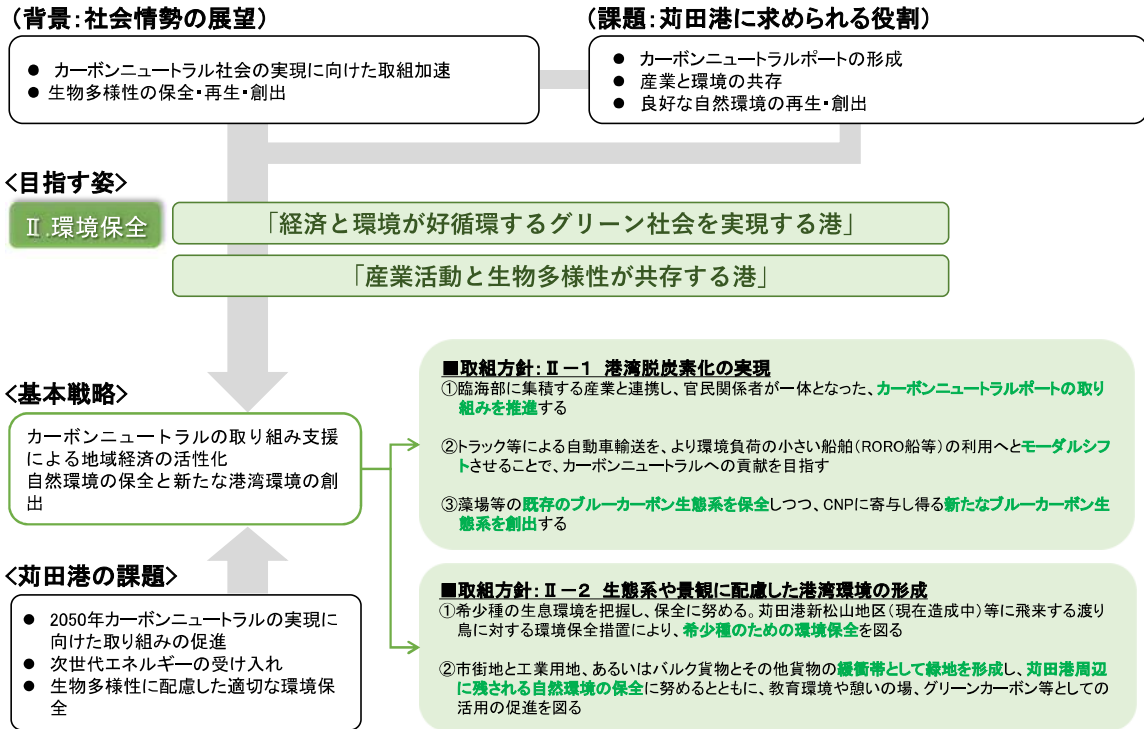 (背景:社会情勢の展望)
● カーボンニュートラル社会の実現に向けた取組加速
● 生物多様性の保全・再生・創出
(課題:苅田港に求められる役割)
● カーボンニュートラルポートの形成
● 産業と環境の共存
● 良好な自然環境の再生・創出
<目指す姿>
Ⅱ.環境保全
「経済と環境が好循環するグリーン社会を実現する港」
「産業活動と生物多様性が共存する港」
<基本戦略>
カーボンニュートラルの取り組み支援
による地域経済の活性化
自然環境の保全と新たな港湾環境の創
出
<苅田港の課題>
● 2050年カーボンニュートラルの実現に
向けた取り組みの促進
● 次世代エネルギーの受け入れ
● 生物多様性に配慮した適切な環境保
全
■取組方針:Ⅱ-1 港湾脱炭素化の実現
①臨海部に集積する産業と連携し、官民関係者が一体となった、カーボンニュートラルポートの取り
組みを推進する
②トラック等による自動車輸送を、より環境負荷の小さい船舶(RORO船等)の利用へとモーダルシフ
トさせることで、カーボンニュートラルへの貢献を目指す
③藻場等の既存のブルーカーボン生態系を保全しつつ、CNPに寄与し得る新たなブルーカーボン生
態系を創出する
■取組方針:Ⅱ-2 生態系や景観に配慮した港湾環境の形成
①希少種の生息環境を把握し、保全に努める。苅田港新松山地区(現在造成中)等に飛来する渡り
鳥に対する環境保全措置により、希少種のための環境保全を図る
②市街地と工業用地、あるいはバルク貨物とその他貨物の緩衝帯として緑地を形成し、苅田港周辺
に残される自然環境の保全に努めるとともに、教育環境や憩いの場、グリーンカーボン等としての
活用の促進を図る